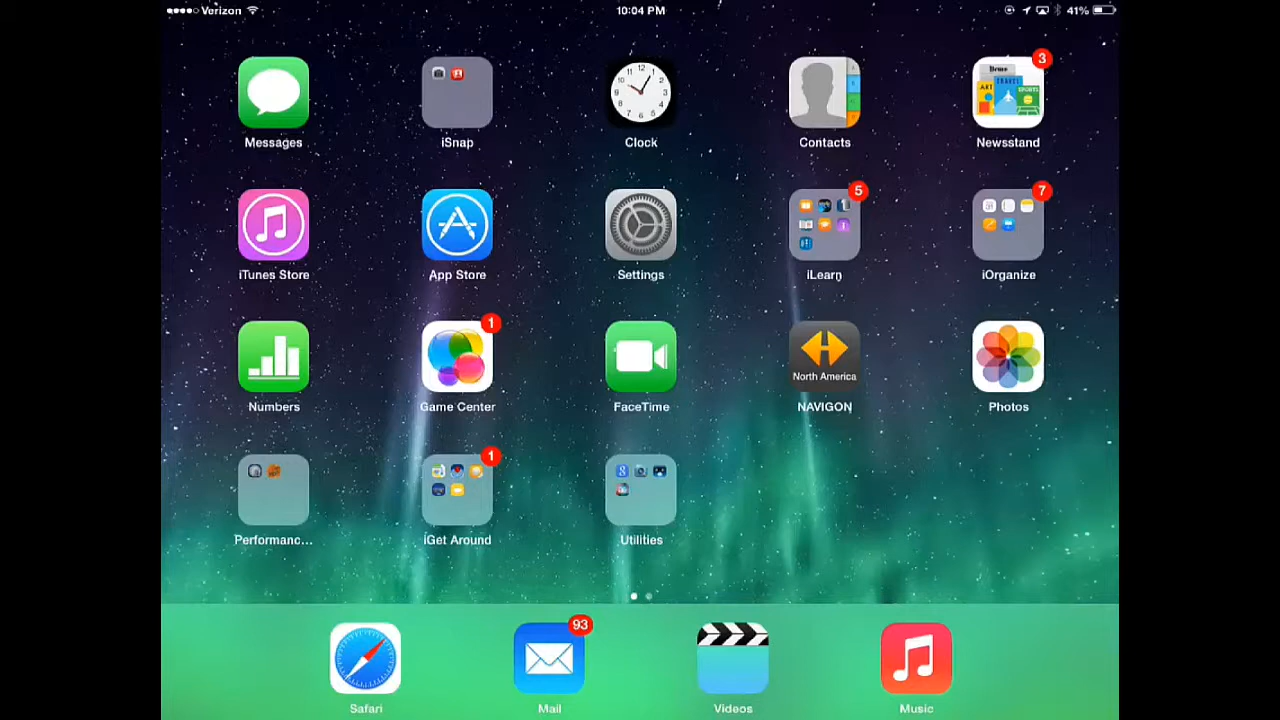 Verizon 10:04 PM 41%
3
Messages iSnap Clock Contacts Newsstand
5 7
iTunes Store App Store Settings iLearn iOrganize
1
North America
Numbers Game Center FaceTime NAVIGON Photos
1
Performanc... iGet Around Utilities
93
Safari Mail Videos Music